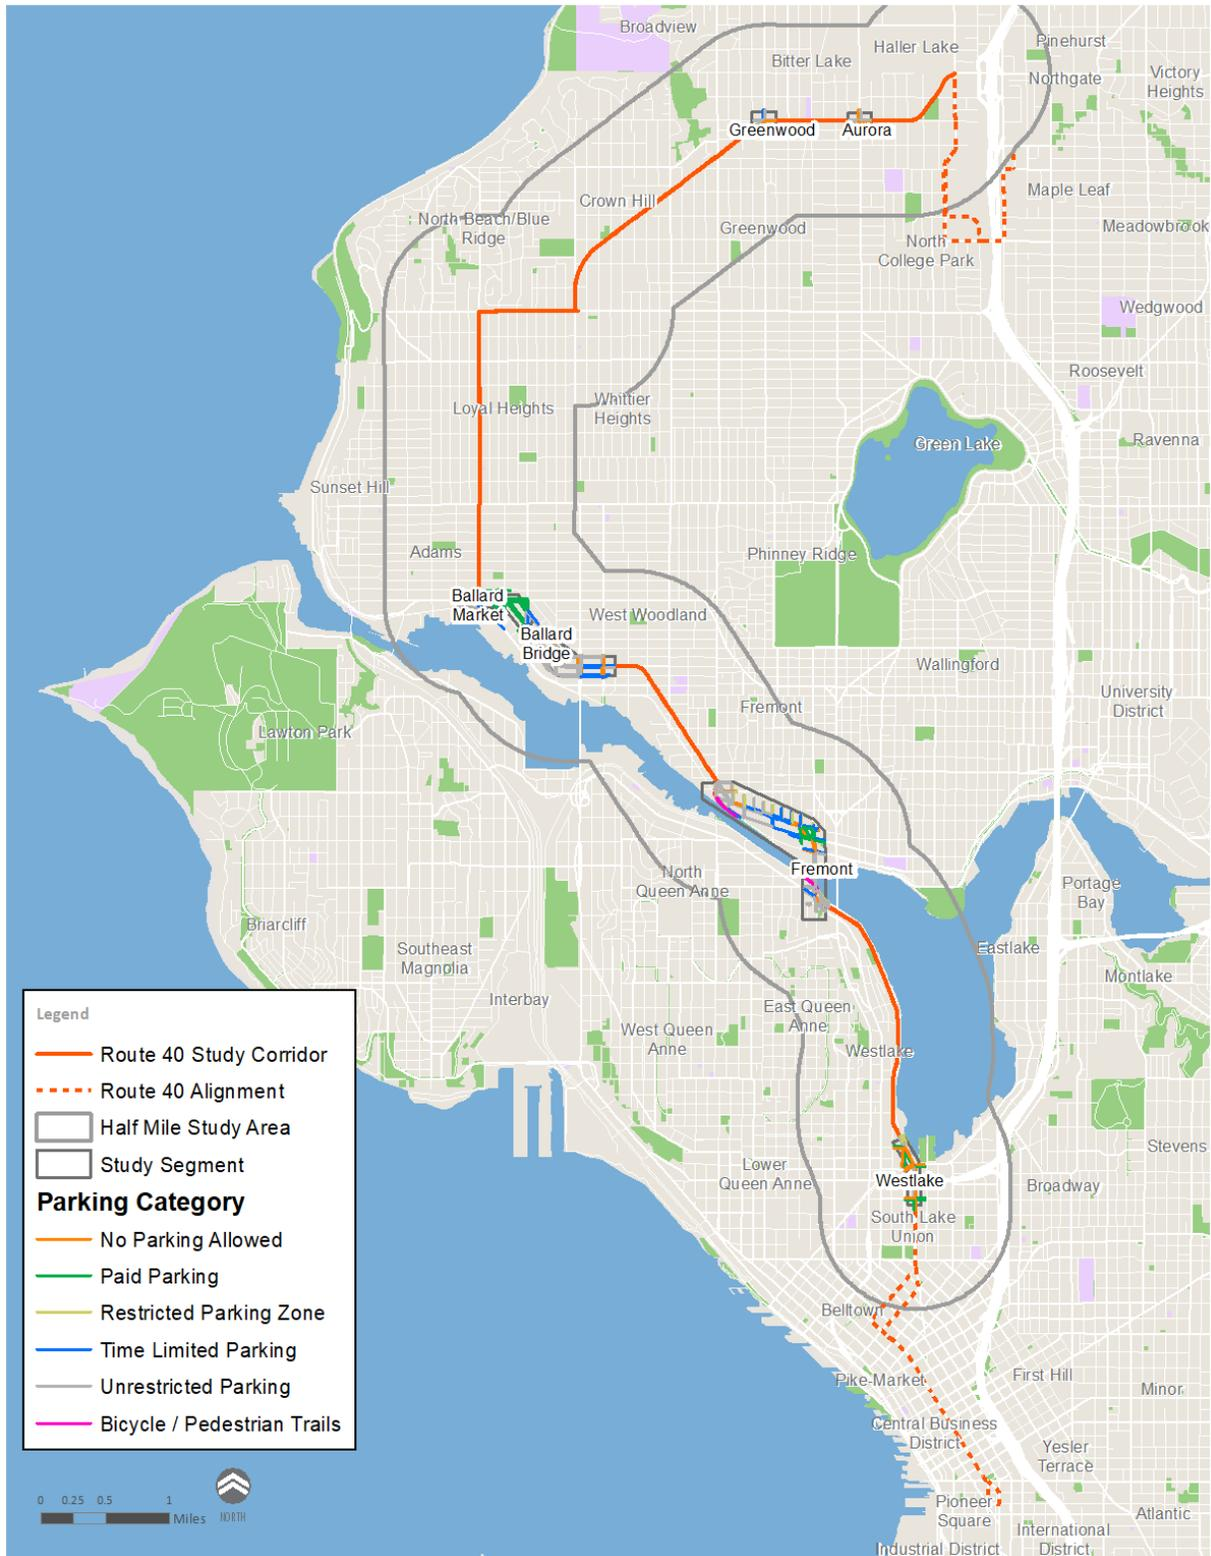 Broadview
Haller Lake
Pinehurst
Bitter Lake
Northgate
Victory
Heights
Greenwood
Aurora
Maple Leaf
Crown Hill
North Beach/Blue
Ridge
Greenwood
Meadowbrook
North
College Park
Wedgwood
Roosevelt
Loyal Heights
Whittier
Heights
Green Lake
Ravenna
Sunset Hill
Adams
Phinney Ridge
Ballard
Market
West Woodland
Ballard
Bridge
Wallingford
University
District
Fremont
Lawton Park
Fremont
North
Queen Anne
Portage
Bay
Briarcliff
Southeast
Magnolia
Eastlake
Montlake
Interbay
East Queen
Anne
West Queen
Anne
Westlake
Stevens
Lower
Queen Anne
Westlake
Broadway
South Lake
Union
Belltown
Pike-Market
First Hill
Minor
Central Business
District
Yesler
Terrace
Pioneer
Square
Atlantic
International
District
Industrial District
Legend
Route 40 Study Corridor
Route 40 Alignment
Half Mile Study Area
Study Segment
Parking Category
No Parking Allowed
Paid Parking
Restricted Parking Zone
Time Limited Parking
Unrestricted Parking
Bicycle / Pedestrian Trails
0 0.25 0.5 1
Miles
NORTH